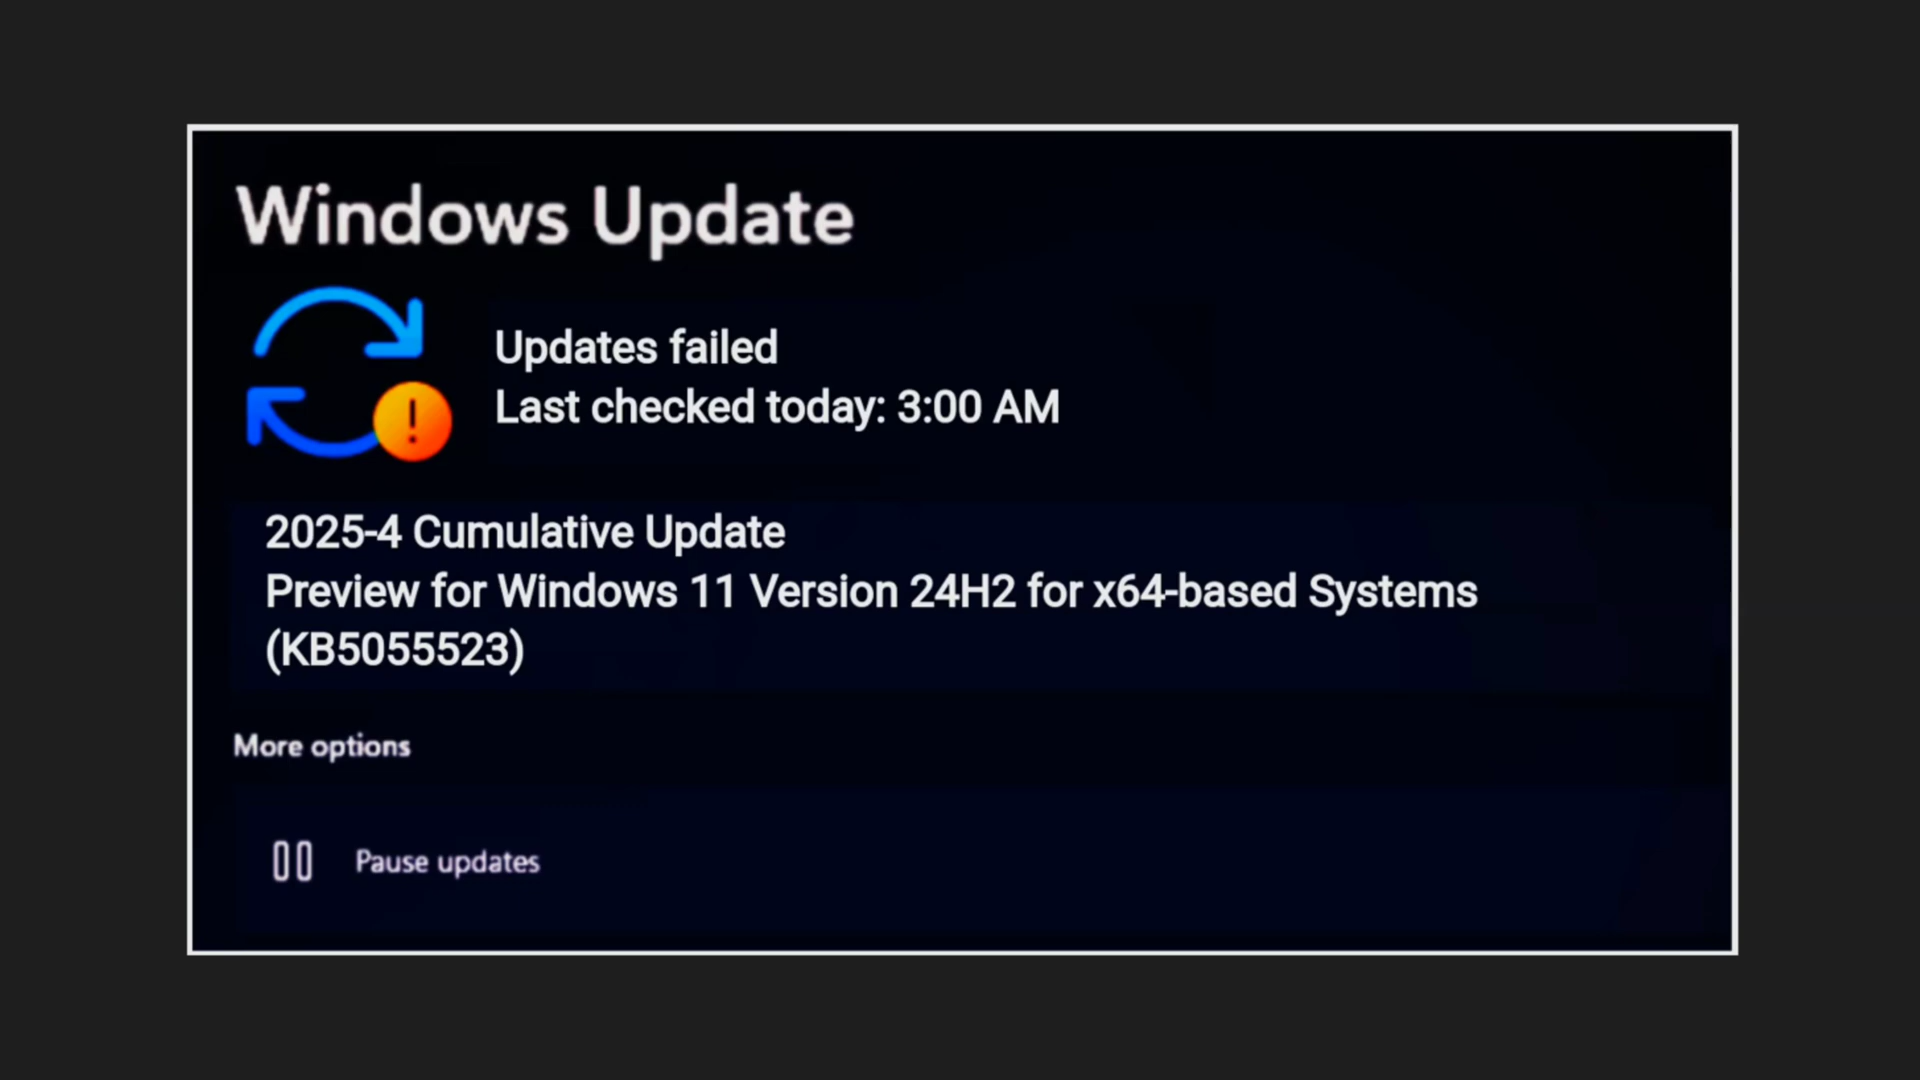 Windows Update
Updates failed
Last checked today: 3:00 AM
2025-4 Cumulative Update
Preview for Windows 11 Version 24H2 for x64-based Systems
(KB5055523)
More options
Pause updates